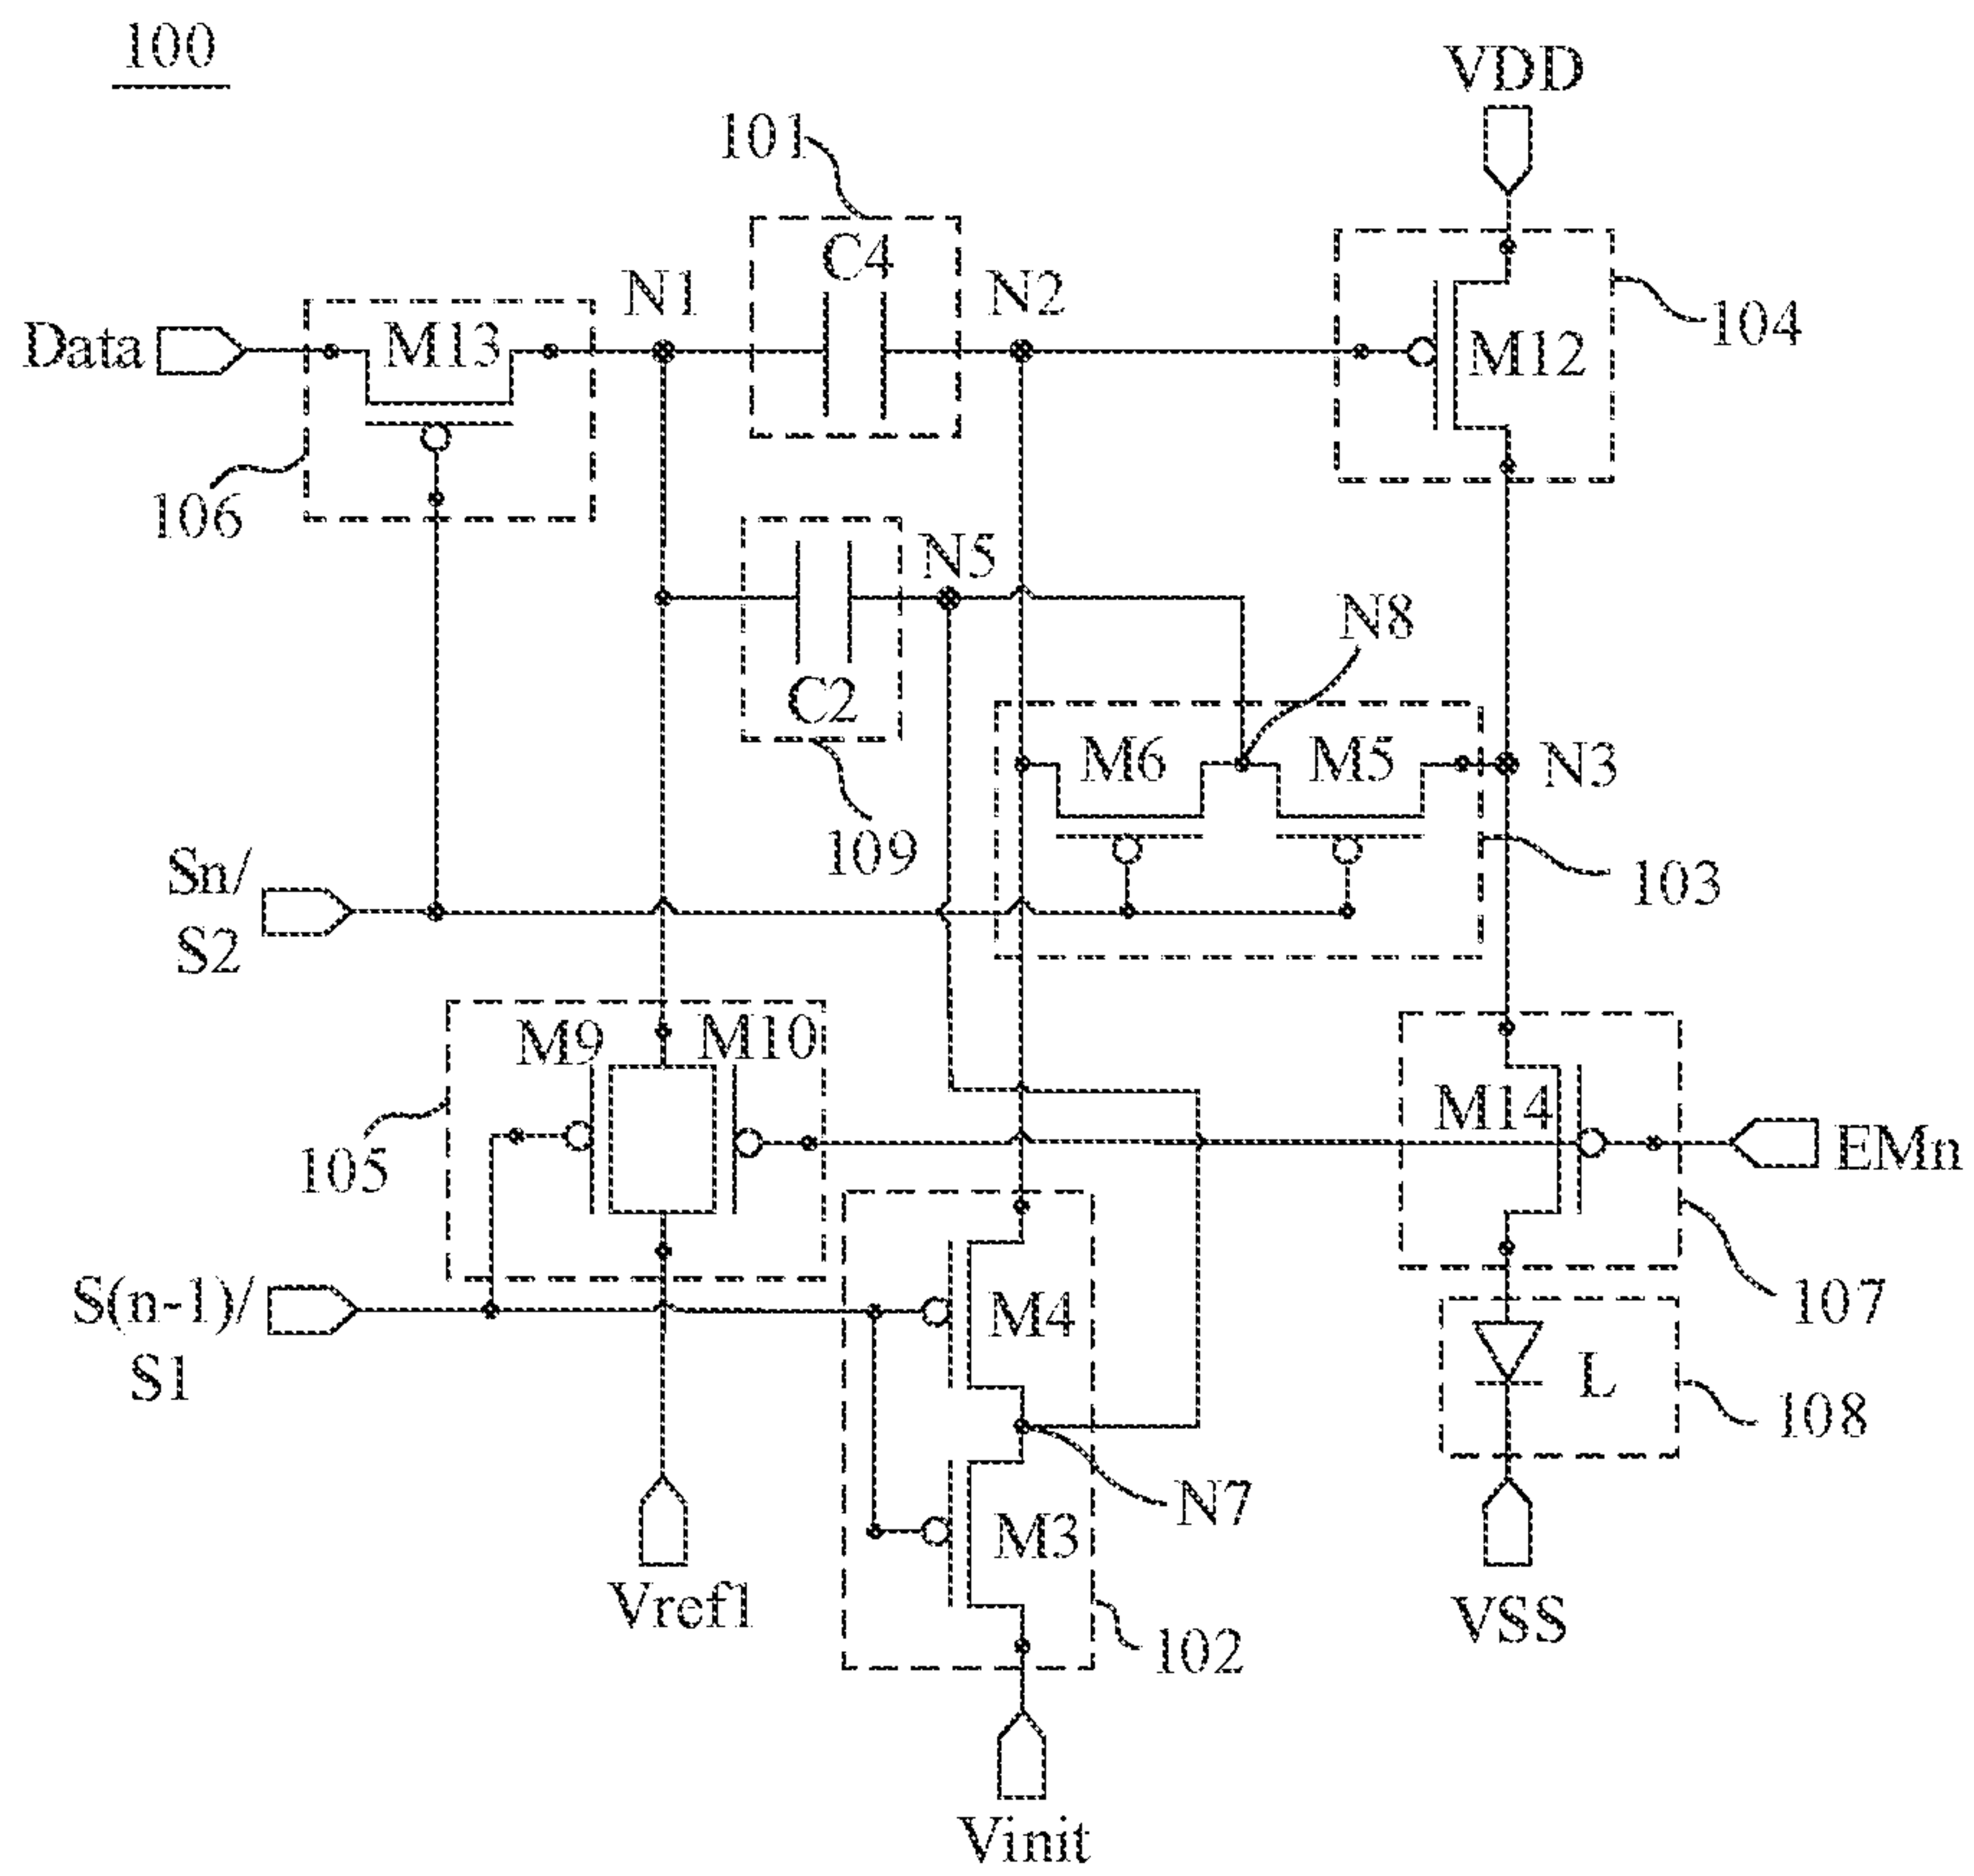 100
VDD
101
C4
N1
N2
104
Data
M13
M12
106
N5
N8
C2
M6
M5
N3
109
Sn/
S2
103
M9
M10
M14
105
EMn
S(n-1)/
S1
M4
107
L
108
N7
M3
Vref1
VSS
102
Vinit